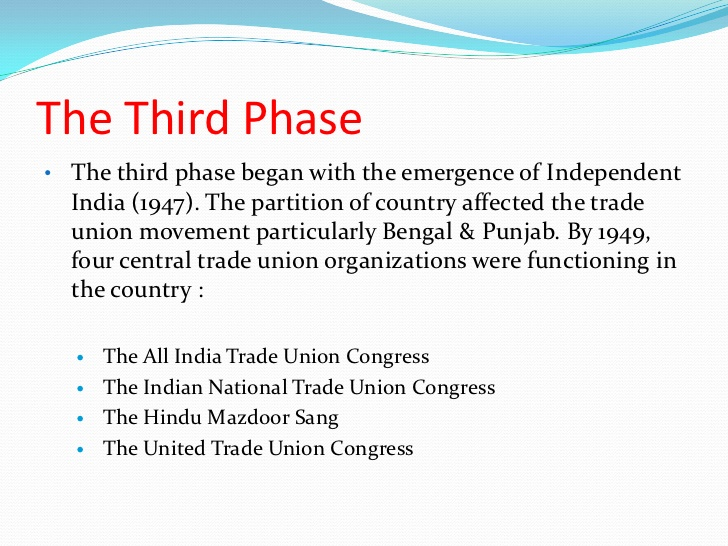 The Third Phase
• The third phase began with the emergence of Independent
India (1947). The partition of country affected the trade
union movement particularly Bengal & Punjab. By 1949,
four central trade union organizations were functioning in
the country :
• The All India Trade Union Congress
• The Indian National Trade Union Congress
• The Hindu Mazdoor Sang
• The United Trade Union Congress